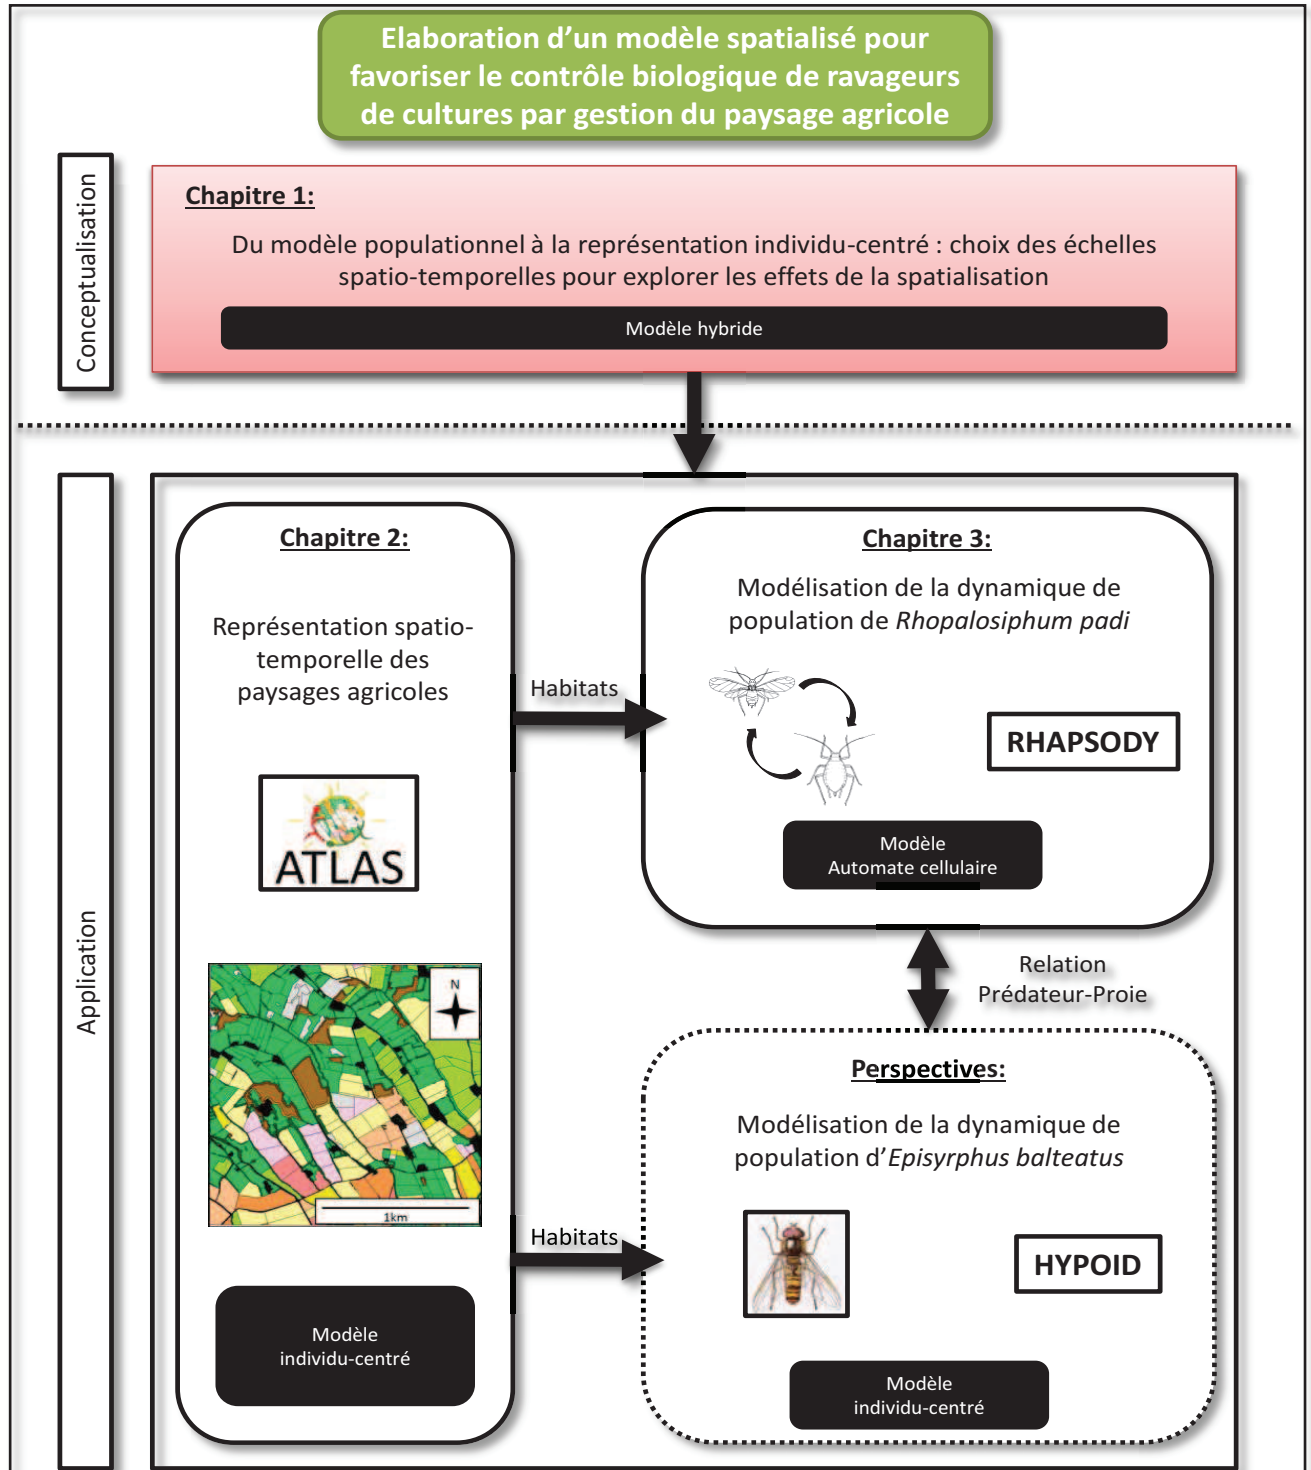 Elaboration d'un modèle spatialisé pour
favoriser le contrôle biologique de ravageurs
de cultures par gestion du paysage agricole
Conceptualisation
Chapitre 1:
Du modèle populationnel à la représentation individu-centré : choix des échelles
spatio-temporelles pour explorer les effets de la spatialisation
Modèle hybride
Application
Chapitre 2:
Représentation spatio-
temporelle des
paysages agricoles
ATLAS
N
1km
Modèle
individu-centré
Habitats
Habitats
Chapitre 3:
Modélisation de la dynamique de
population de Rhopalosiphum padi
RHAPSODY
Modèle
Automate cellulaire
Relation
Prédateur-Proie
Perspectives:
Modélisation de la dynamique de
population d'Episyrphus balteatus
HYPOID
Modèle
individu-centré